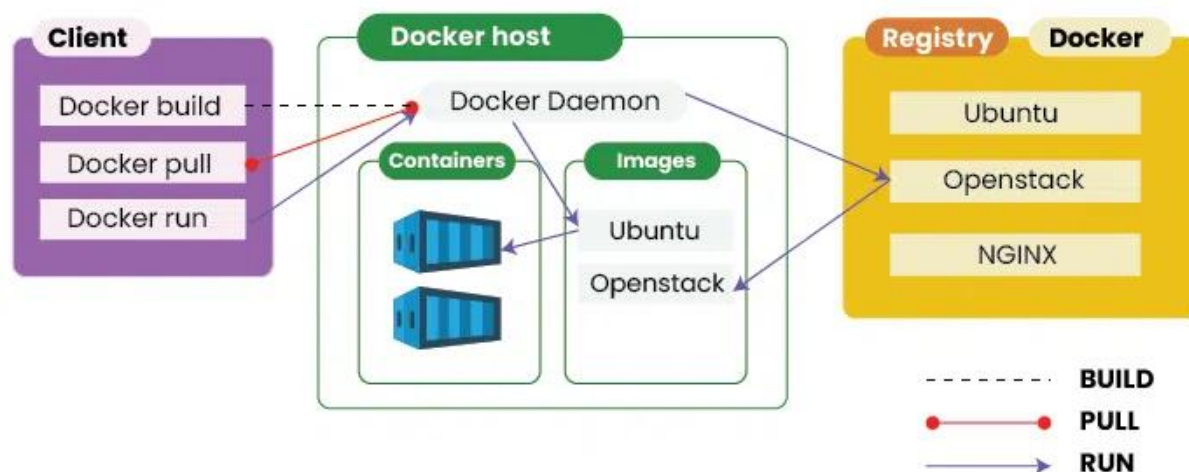 Client
Docker build
Docker pull
Docker run
Docker host
Docker Daemon
Containers
Images
Ubuntu
Openstack
Registry
Docker
Ubuntu
Openstack
NGINX
BUILD
PULL
RUN